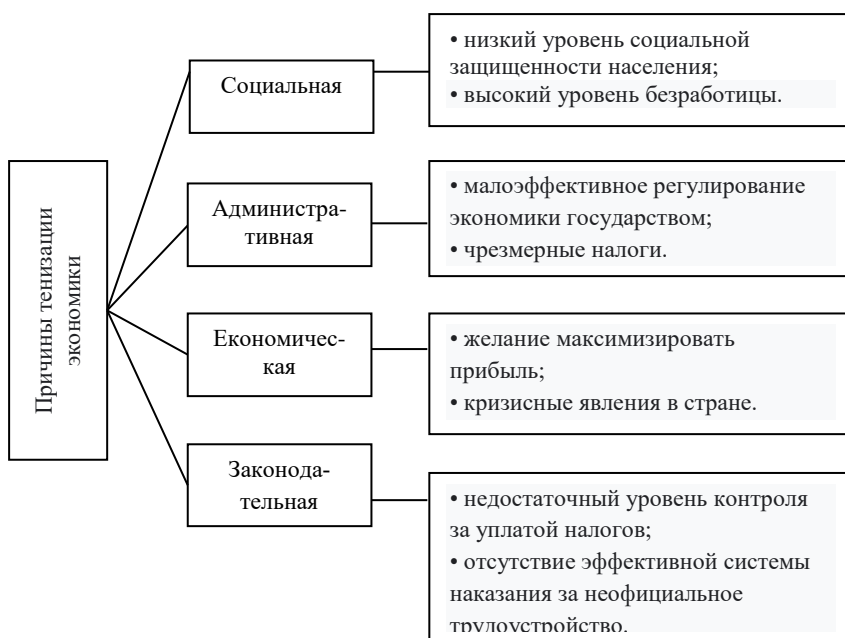 Причины тенизации
экономики
Социальная
• низкий уровень социальной
защищенности населения;
• высокий уровень безработицы.
Администра-
тивная
• малоэффективное регулирование
экономики государством;
• чрезмерные налоги.
Економичес-
кая
• желание максимизировать
прибыль;
• кризисные явления в стране.
Законода-
тельная
• недостаточный уровень контроля
за уплатой налогов;
• отсутствие эффективной системы
наказания за неофициальное
трудоустройство.